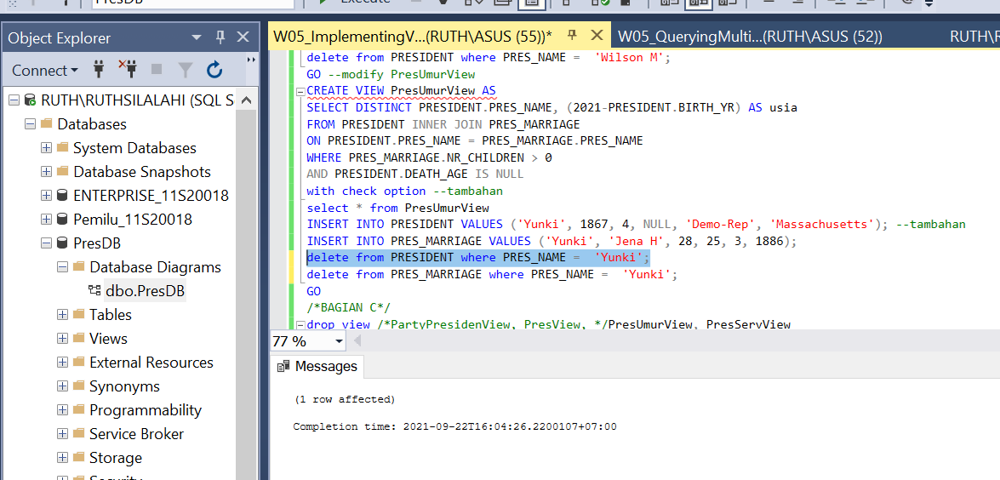 PresDB
Execute
Object Explorer
W05_ImplementingV...(RUTH\ASUS (55))*
W05_QueryingMulti...(RUTH\ASUS (52))
RUTH\R
Connect
RUTH\RUTHSILALAHI (SQL S
Databases
System Databases
Database Snapshots
ENTERPRISE_11S20018
Pemilu_11S20018
PresDB
Database Diagrams
dbo.PresDB
Tables
Views
External Resources
Synonyms
Programmability
Service Broker
Storage
Security
delete from PRESIDENT where PRES_NAME =  'Wilson M';
GO --modify PresUmurView
CREATE VIEW PresUmurView AS
SELECT DISTINCT PRESIDENT.PRES_NAME, (2021-PRESIDENT.BIRTH_YR) AS usia
FROM PRESIDENT INNER JOIN PRES_MARRIAGE
ON PRESIDENT.PRES_NAME = PRES_MARRIAGE.PRES_NAME
WHERE PRES_MARRIAGE.NR_CHILDREN > 0
AND PRESIDENT.DEATH_AGE IS NULL
with check option --tambahan
select * from PresUmurView
INSERT INTO PRESIDENT VALUES ('Yunki', 1867, 4, NULL, 'Demo-Rep', 'Massachusetts'); --tambahan
INSERT INTO PRES_MARRIAGE VALUES ('Yunki', 'Jena H', 28, 25, 3, 1886);
delete from PRESIDENT where PRES_NAME =  'Yunki';
delete from PRES_MARRIAGE where PRES_NAME =  'Yunki';
GO
/*BAGIAN C*/
drop view /*PartyPresidenView, PresView, */PresUmurView, PresServView
77 %
Messages
(1 row affected)
Completion time: 2021-09-22T16:04:26.2200107+07:00